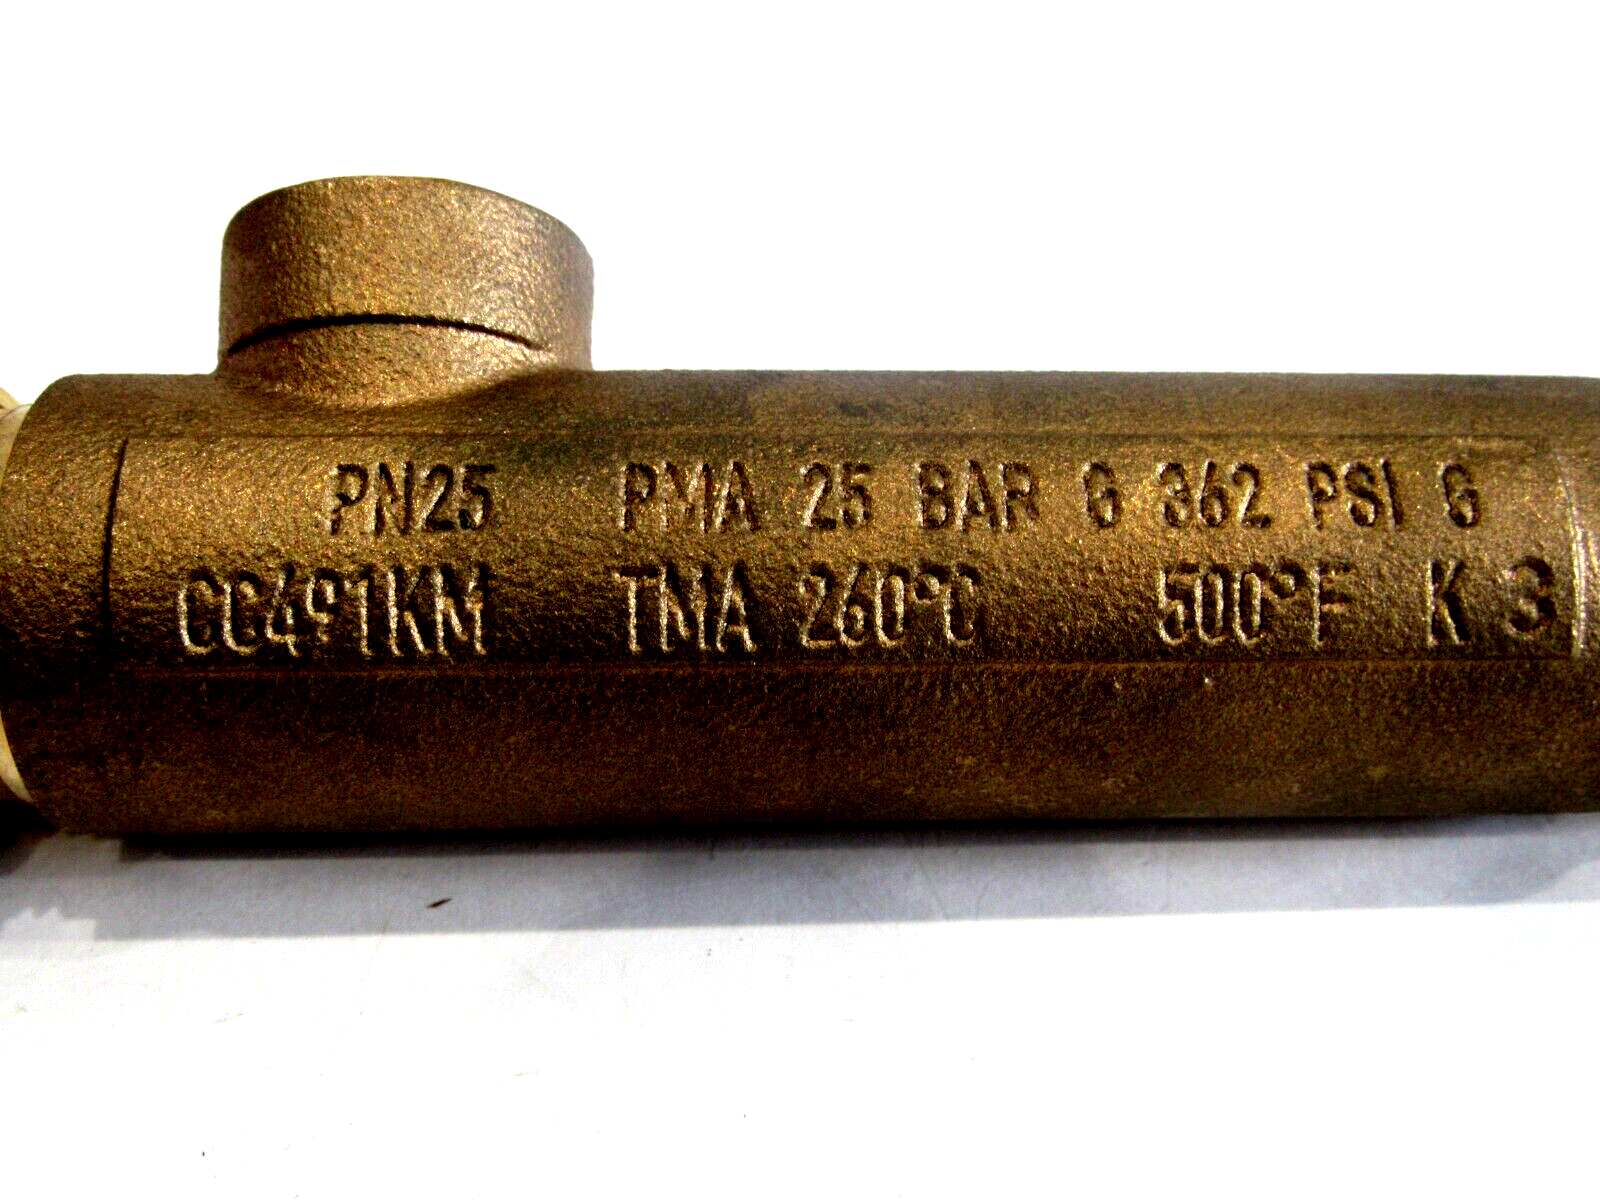 PN25 PMA 25 BAR G 362 PSI G
CC491KM TMA 260°C 500°F K 3